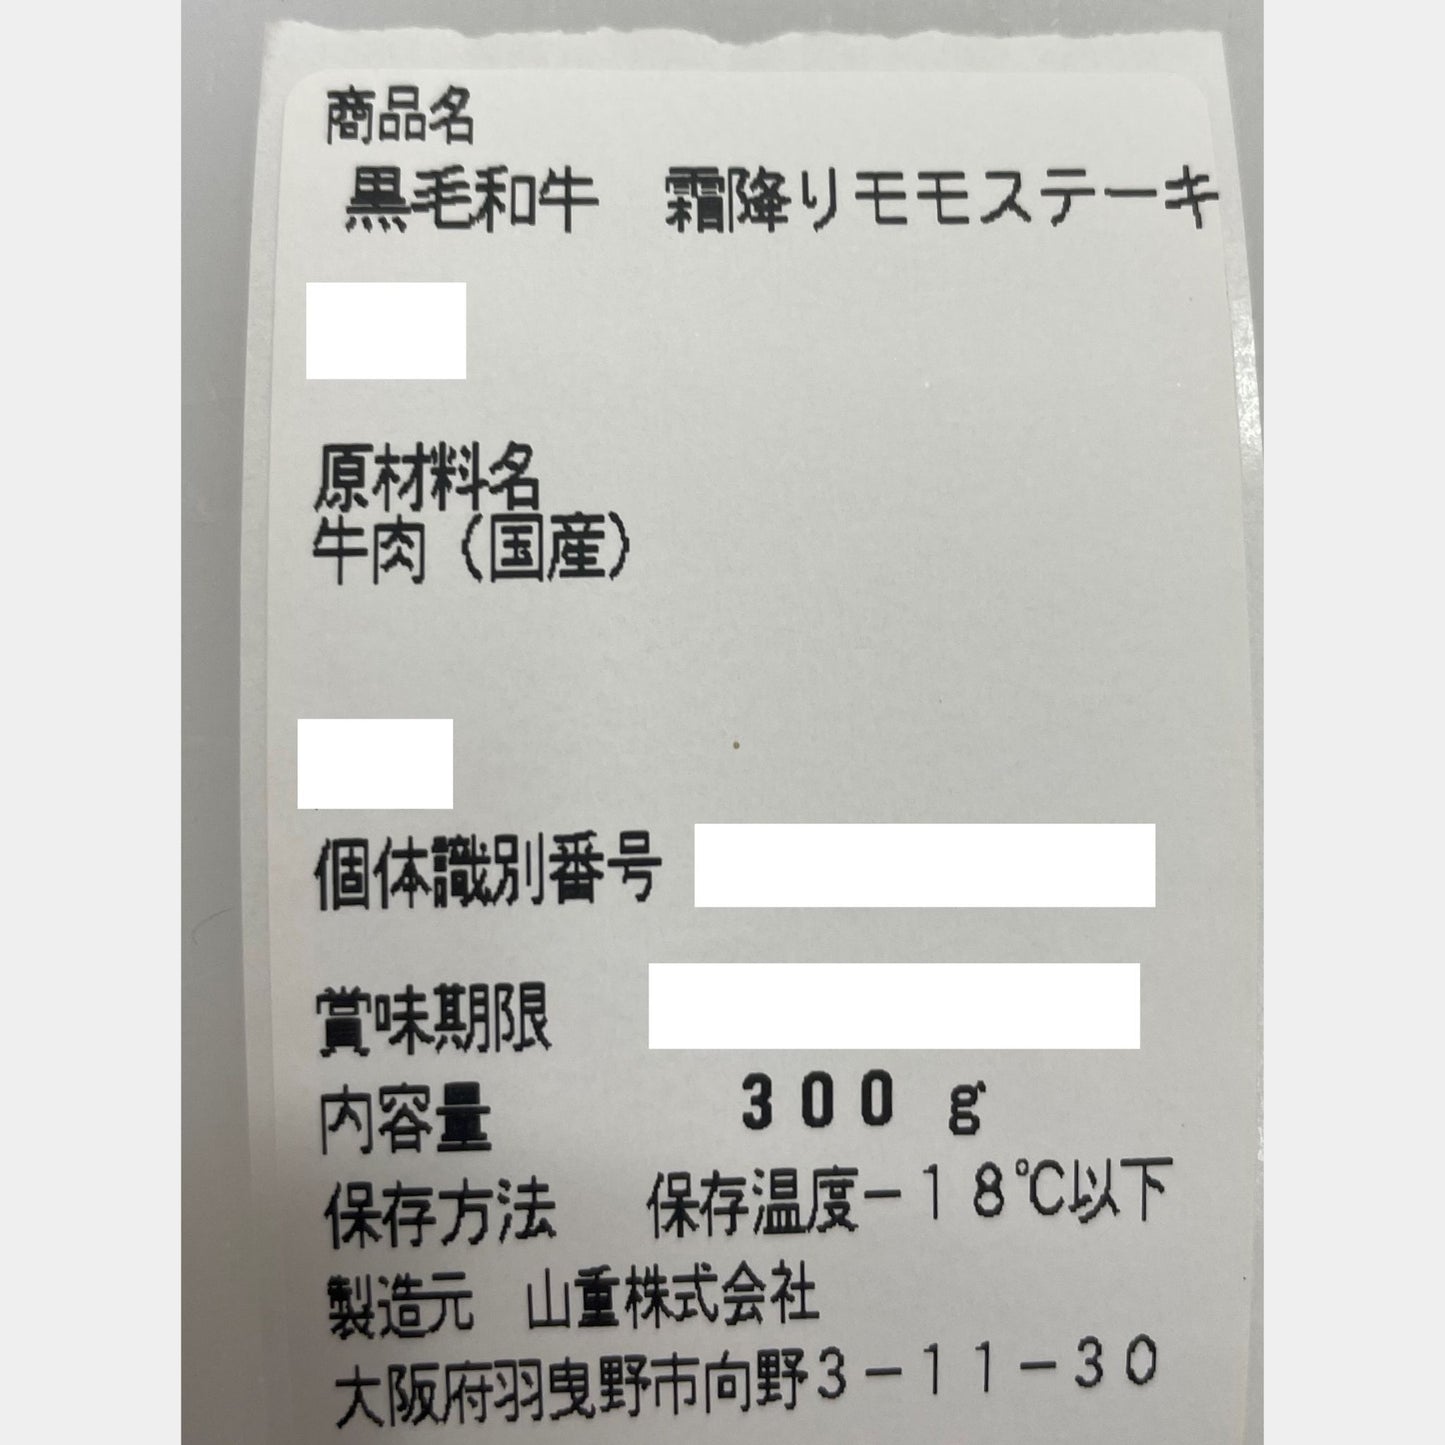 商品名
黒毛和牛　霜降りモモステーキ
原材料名
牛肉（国産）
個体識別番号
賞味期限
内容量　300 g
保存方法　保存温度－18℃以下
製造元　山重株式会社
大阪府羽曳野市向野3－11－30